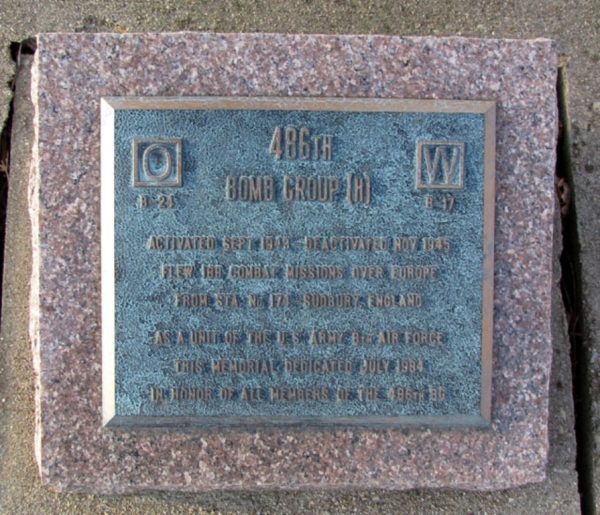 486TH
O W
BOMB GROUP (H)
B-24 B-17
ACTIVATED SEPT 1943 - DEACTIVATED NOV 1945
FLEW 188 COMBAT MISSIONS OVER EUROPE
FROM STA. No 174 SUDBURY, ENGLAND
AS A UNIT OF THE U.S. ARMY 8TH AIR FORCE
THIS MEMORIAL DEDICATED JULY 1984
IN HONOR OF ALL MEMBERS OF THE 486TH BG